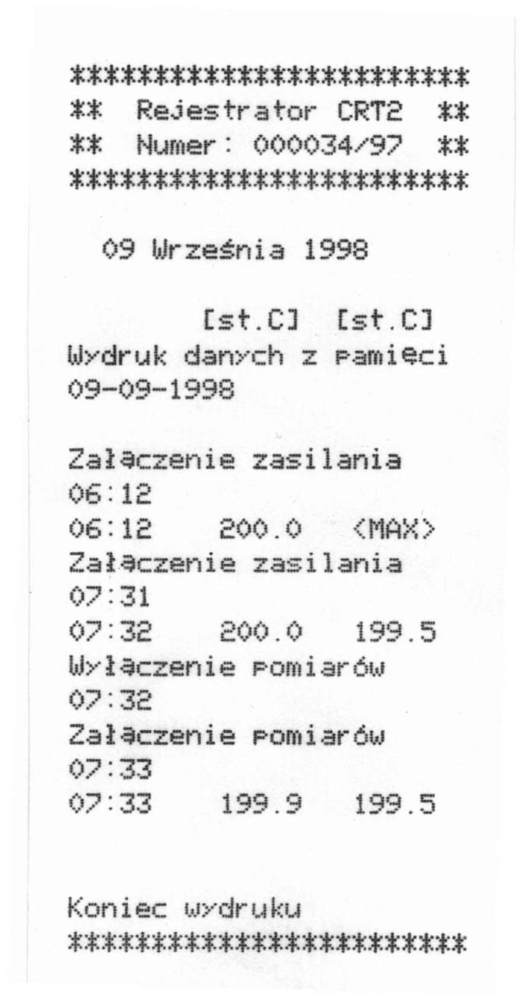 ************************
**  Rejestrator CRT2  **
**  Numer: 000034/97  **
************************
09 Września 1998
[st.C]  [st.C]
Wydruk danych z pamięci
09-09-1998
Załączenie zasilania
06:12
06:12    200.0   <MAX>
Załączenie zasilania
07:31
07:32    200.0   199.5
Wyłączenie pomiarów
07:32
Załączenie pomiarów
07:33
07:33    199.9   199.5
Koniec wydruku
************************